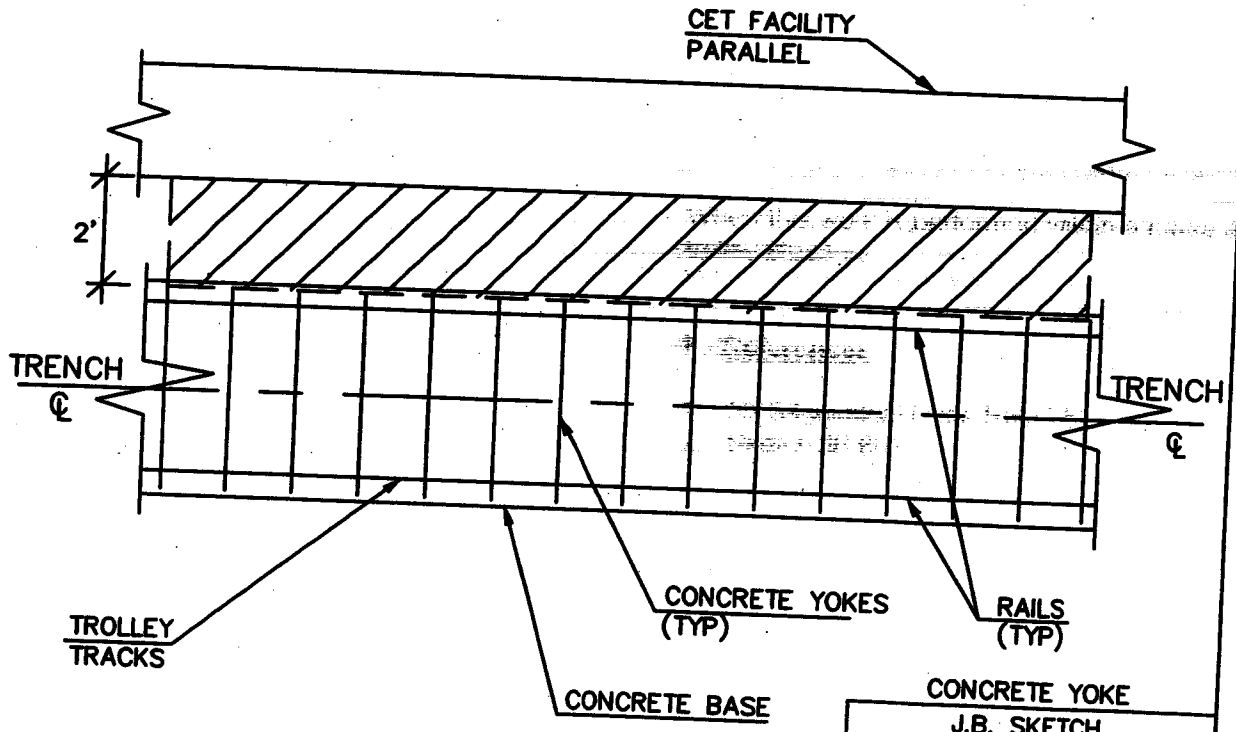 CET FACILITY
PARALLEL
2'
TRENCH
℄
TRENCH
℄
TROLLEY
TRACKS
CONCRETE YOKES
(TYP)
RAILS
(TYP)
CONCRETE BASE
CONCRETE YOKE
J.B. SKETCH